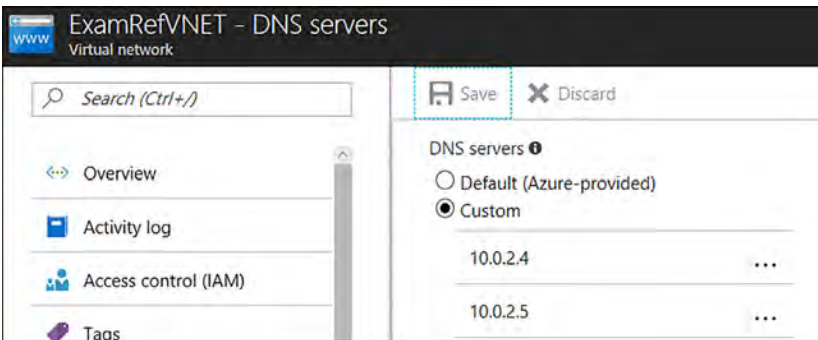 www
ExamRefVNET - DNS servers
Virtual network
Search (Ctrl+/)
Overview
Activity log
Access control (IAM)
Tags
Save
Discard
DNS servers
Default (Azure-provided)
Custom
10.0.2.4
...
10.0.2.5
...